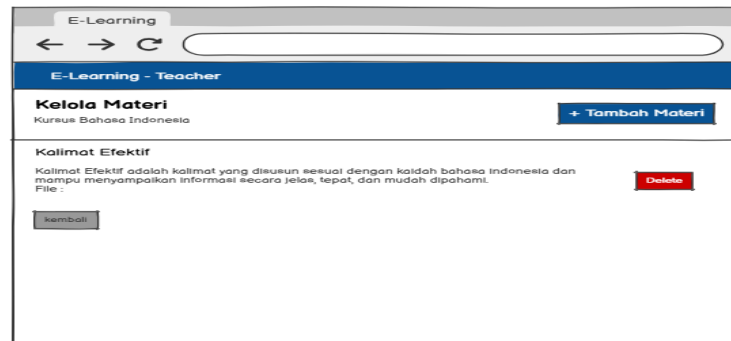 E-Learning
E-Learning - Teacher
Kelola Materi
Kursus Bahasa Indonesia
+ Tambah Materi
Kalimat Efektif
Kalimat Efektif adalah kalimat yang disusun sesuai dengan kaidah bahasa Indonesia dan
mampu menyampaikan informasi secara jelas, tepat, dan mudah dipahami.
File :
Delete
kembali